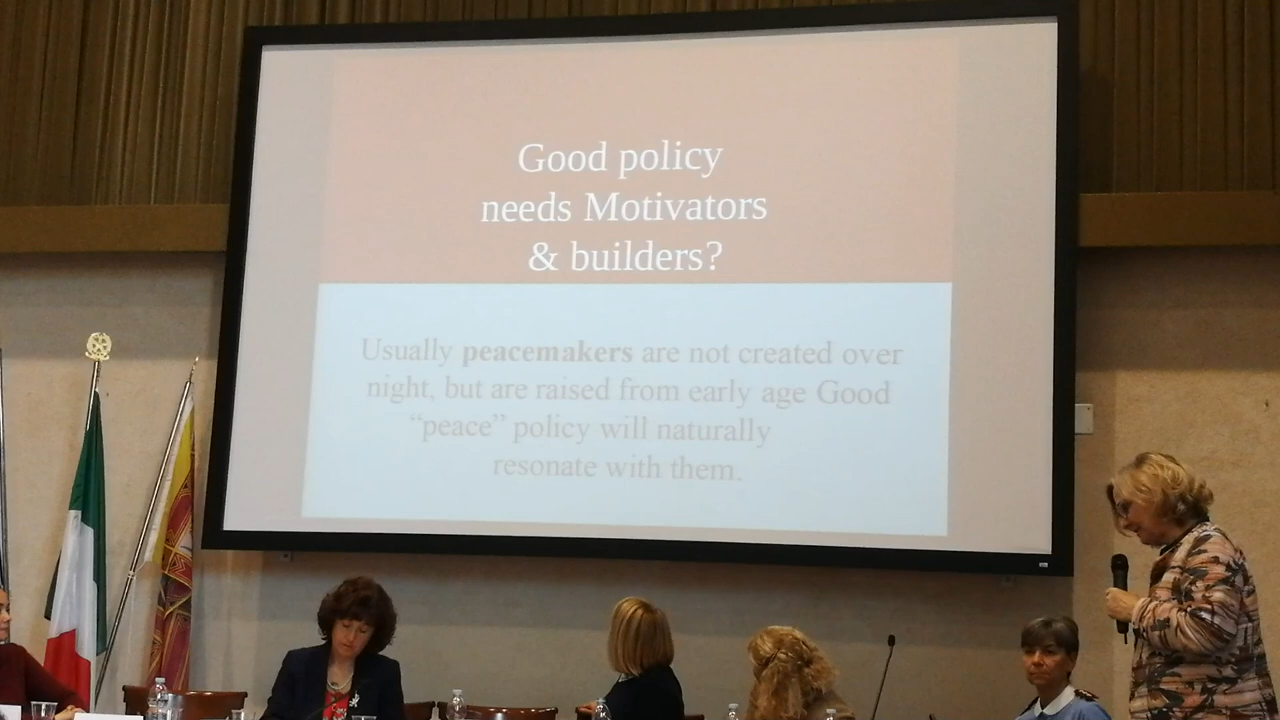 Good policy
needs Motivators
& builders?
Usually peacemakers are not created over
night, but are raised from early age Good
“peace” policy will naturally
resonate with them.